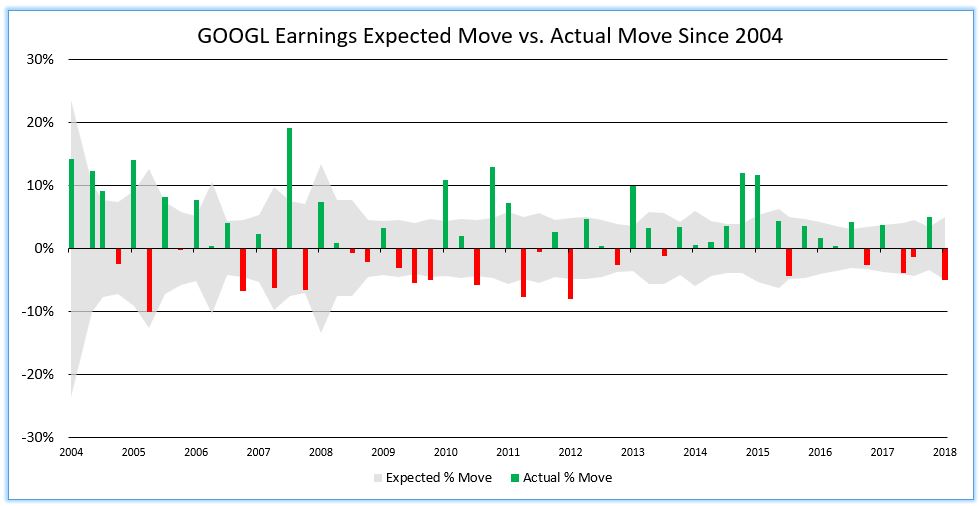 GOOGL Earnings Expected Move vs. Actual Move Since 2004
30%
20%
10%
0%
-10%
-20%
-30%
2004 2005 2006 2007 2008 2009 2010 2011 2012 2013 2014 2015 2016 2017 2018
Expected % Move Actual % Move